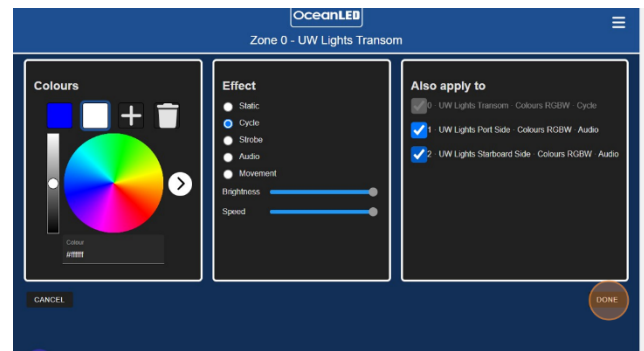 OceanLED
Zone 0 - UW Lights Transom
Colours
Colour
#ffffff
Effect
Static
Cycle
Strobe
Audio
Movement
Brightness
Speed
Also apply to
0 · UW Lights Transom · Colours RGBW · Cycle
1 · UW Lights Port Side · Colours RGBW · Audio
2 · UW Lights Starboard Side · Colours RGBW · Audio
CANCEL
DONE